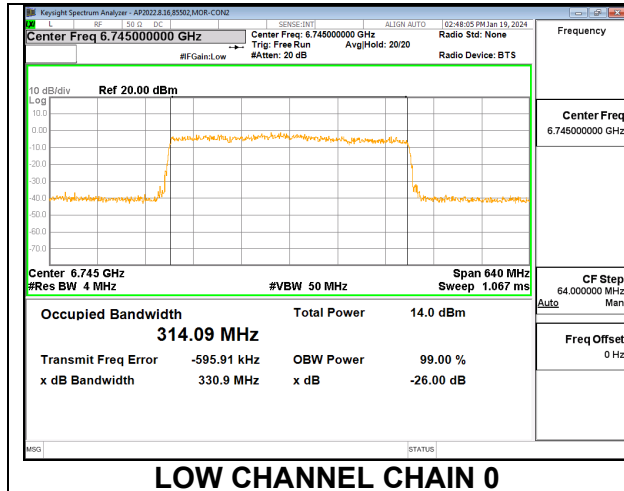 Keysight Spectrum Analyzer - AP2022.8.16,85502,MOR-CON2
L RF 50 Ω DC SENSE:INT ALIGN AUTO 02:48:05 PM Jan 19, 2024
Center Freq 6.745000000 GHz
Center Freq: 6.745000000 GHz Radio Std: None
Trig: Free Run Avg|Hold: 20/20
#IFGain:Low #Atten: 20 dB Radio Device: BTS
Frequency
10 dB/div Ref 20.00 dBm
Log
10.0
0.00
-10.0
-20.0
-30.0
-40.0
-50.0
-60.0
-70.0
Center 6.745 GHz Span 640 MHz
#Res BW 4 MHz #VBW 50 MHz Sweep 1.067 ms
Occupied Bandwidth Total Power 14.0 dBm
314.09 MHz
Transmit Freq Error -595.91 kHz OBW Power 99.00 %
x dB Bandwidth 330.9 MHz x dB -26.00 dB
Center Freq
6.745000000 GHz
CF Step
64.000000 MHz
Auto Man
Freq Offset
0 Hz
MSG STATUS
LOW CHANNEL CHAIN 0